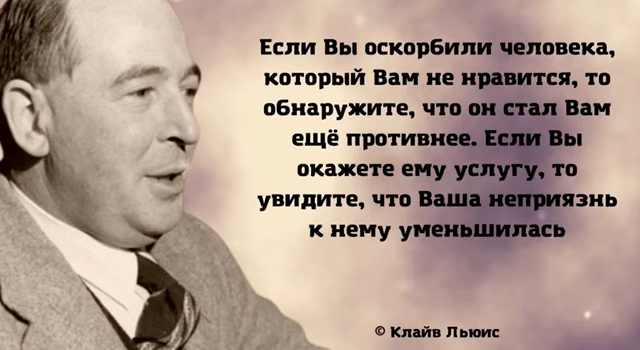 Если Вы оскорбили человека,
который Вам не нравится, то
обнаружите, что он стал Вам
ещё противнее. Если Вы
окажете ему услугу, то
увидите, что Ваша неприязнь
к нему уменьшилась
© Клайв Льюис